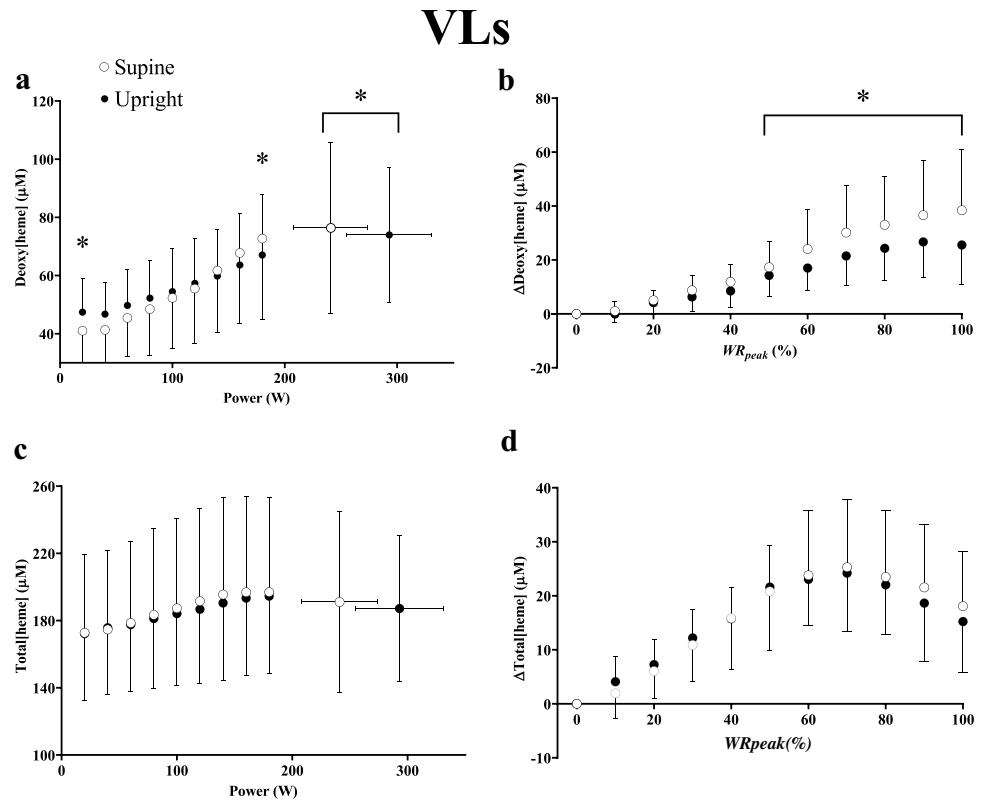 VLs
a
Supine
Upright
*
*
*
Deoxy[heme] (μM)
120
100
80
60
40
0 100 200 300
Power (W)
b
*
ΔDeoxy[heme] (μM)
80
60
40
20
0
-20
0 20 40 60 80 100
WRpeak (%)
c
Total[heme] (μM)
260
220
180
140
100
0 100 200 300
Power (W)
d
ΔTotal[heme] (μM)
40
30
20
10
0
-10
0 20 40 60 80 100
WRpeak(%)